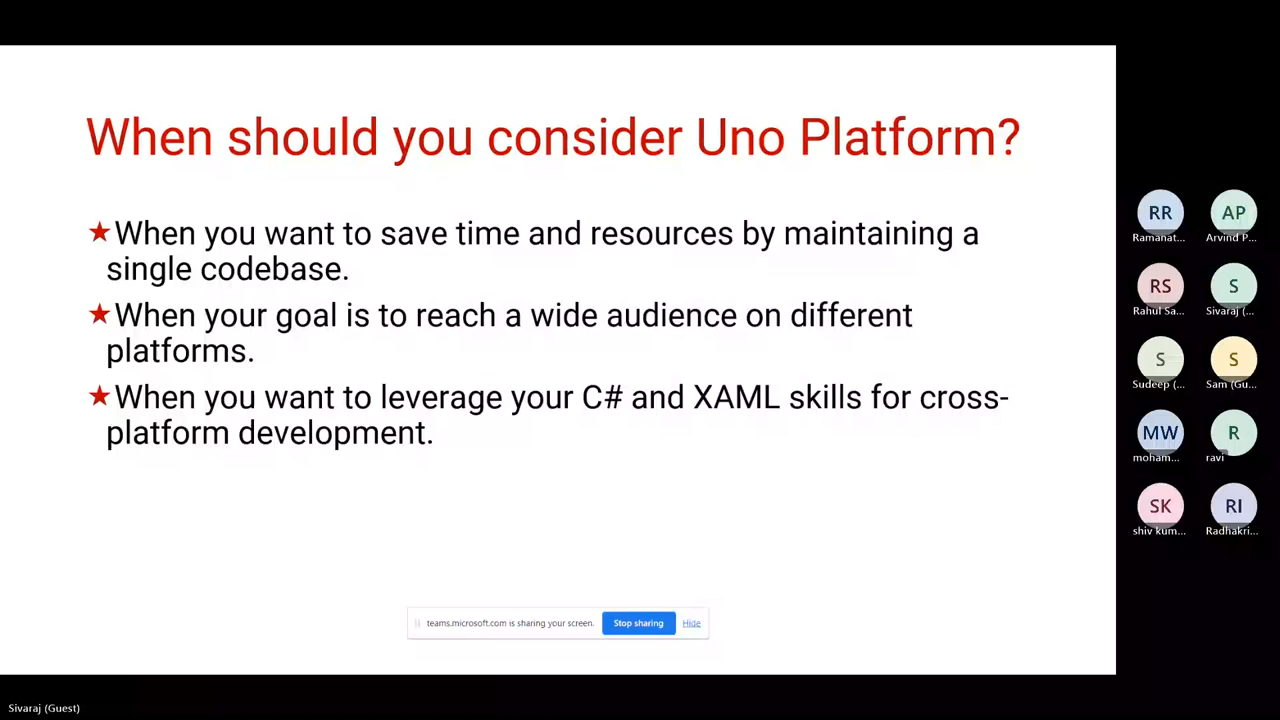 When should you consider Uno Platform?
★When you want to save time and resources by maintaining a
single codebase.
★When your goal is to reach a wide audience on different
platforms.
★When you want to leverage your C# and XAML skills for cross-
platform development.
teams.microsoft.com is sharing your screen. Stop sharing Hide
RR AP
Ramanat... Arvind P...
RS S
Rahul Sa... Sivaraj (...
S S
Sudeep (... Sam (Gu...
MW R
moham... ravi
SK RI
shiv kum... Radhakri...
Sivaraj (Guest)